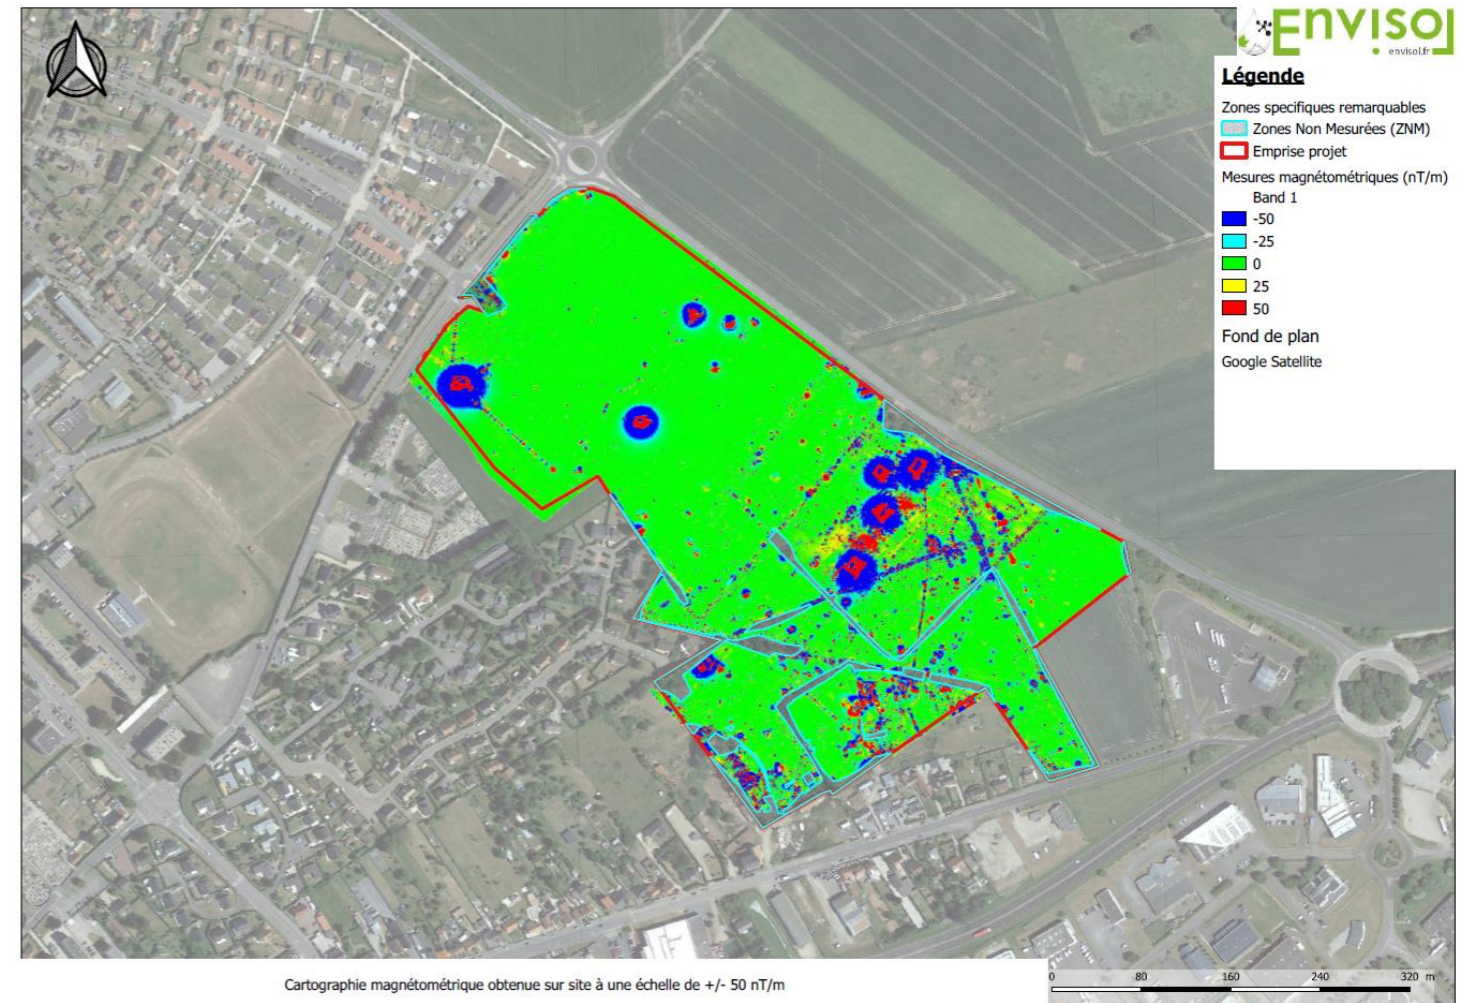 Envisol
envisol.fr
Légende
Zones specifiques remarquables
Zones Non Mesurées (ZNM)
Emprise projet
Mesures magnétométriques (nT/m)
Band 1
-50
-25
0
25
50
Fond de plan
Google Satellite
0 80 160 240 320 m
Cartographie magnétométrique obtenue sur site à une échelle de +/- 50 nT/m